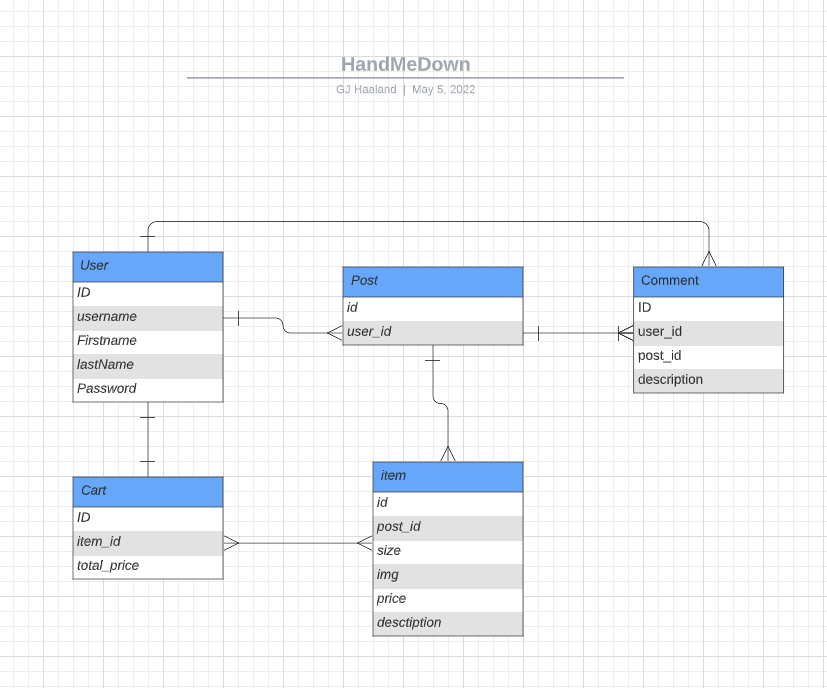 HandMeDown
GJ Haaland | May 5, 2022
User
ID
username
Firstname
lastName
Password
Post
id
user_id
Comment
ID
user_id
post_id
description
Cart
ID
item_id
total_price
item
id
post_id
size
img
price
desctiption